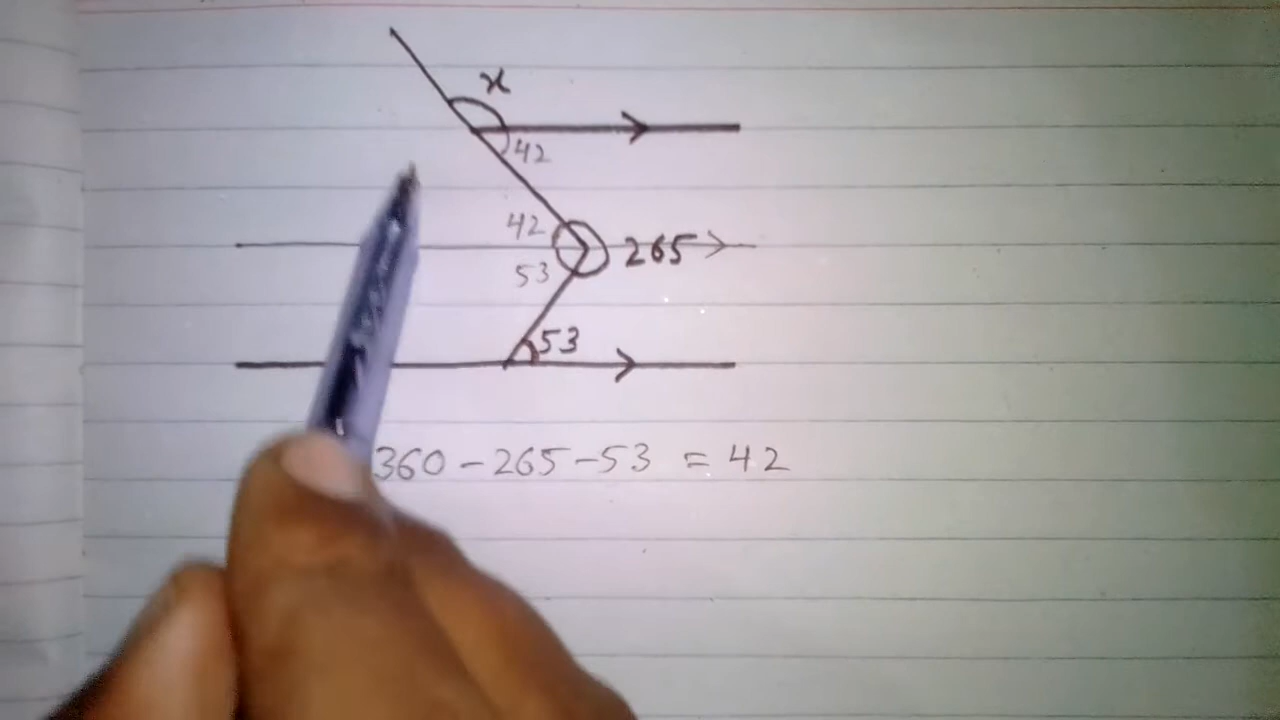 x
42
42 265
53
53
360 - 265 - 53 = 42